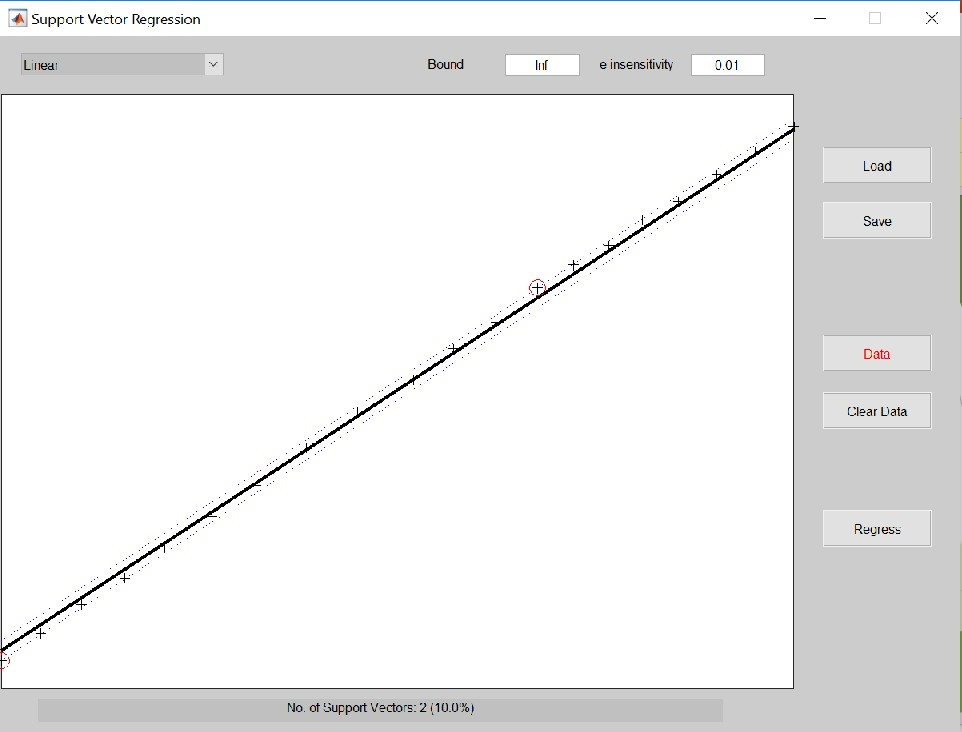 Support Vector Regression
Linear
Bound
Inf
e insensitivity
0.01
Load
Save
Data
Clear Data
Regress
No. of Support Vectors: 2 (10.0%)